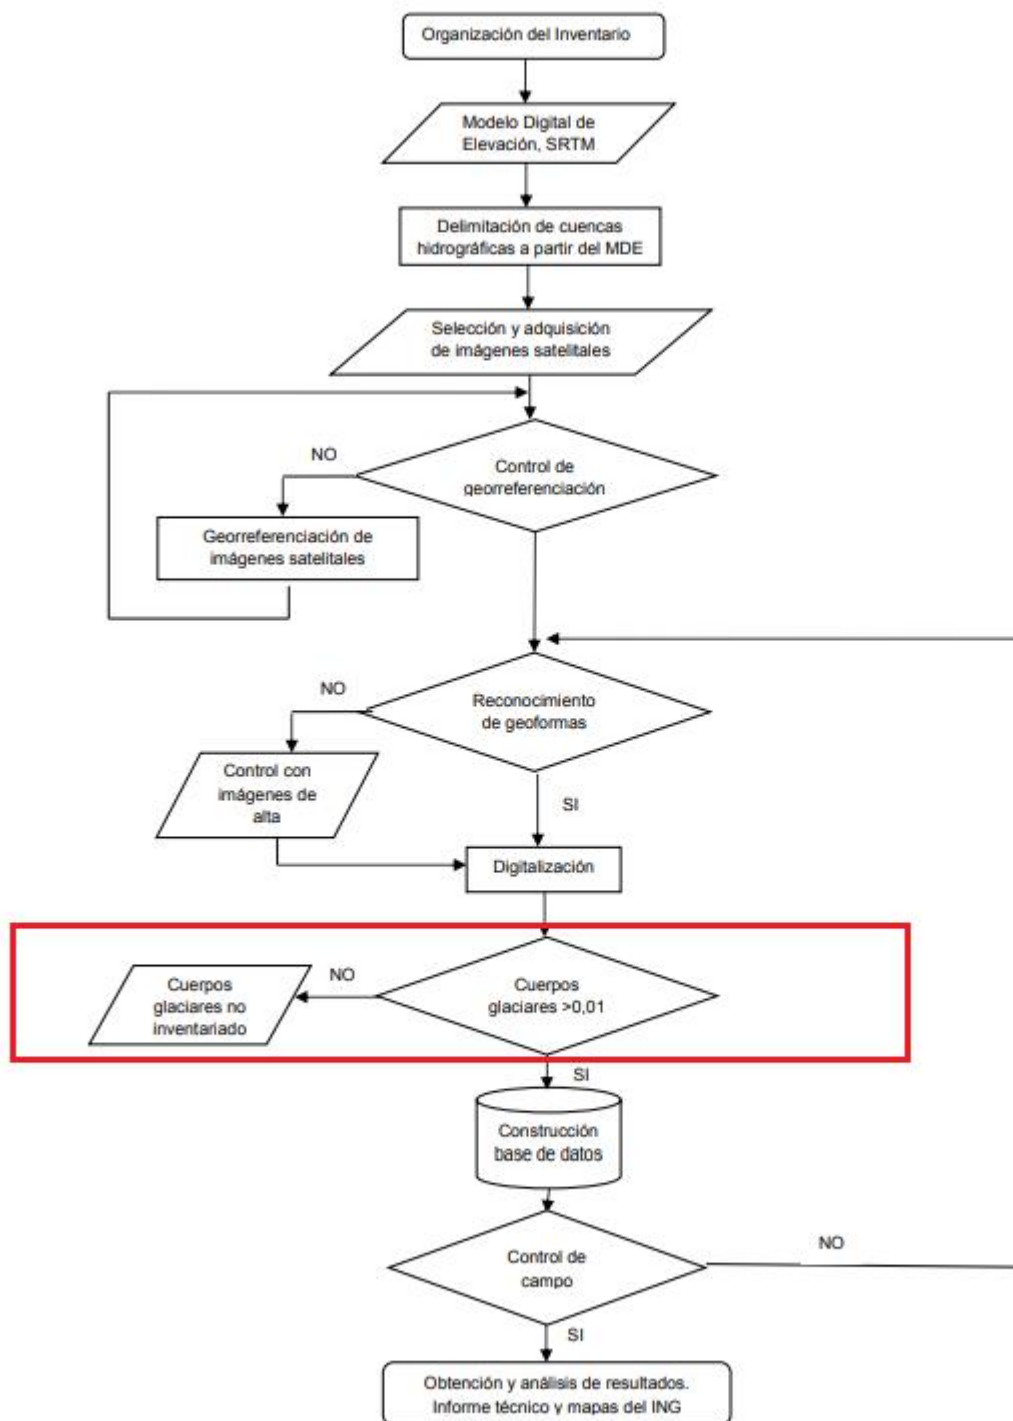 Organización del Inventario
Modelo Digital de
Elevación, SRTM
Delimitación de cuencas
hidrográficas a partir del MDE
Selección y adquisición
de imágenes satelitales
NO
Control de
georreferenciación
Georreferenciación de
imágenes satelitales
NO
Reconocimiento
de geoformas
Control con
imágenes de
alta
SI
Digitalización
NO
Cuerpos
glaciares no
inventariado
Cuerpos
glaciares >0,01
SI
Construcción
base de datos
Control de
campo
NO
SI
Obtención y análisis de resultados.
Informe técnico y mapas del ING